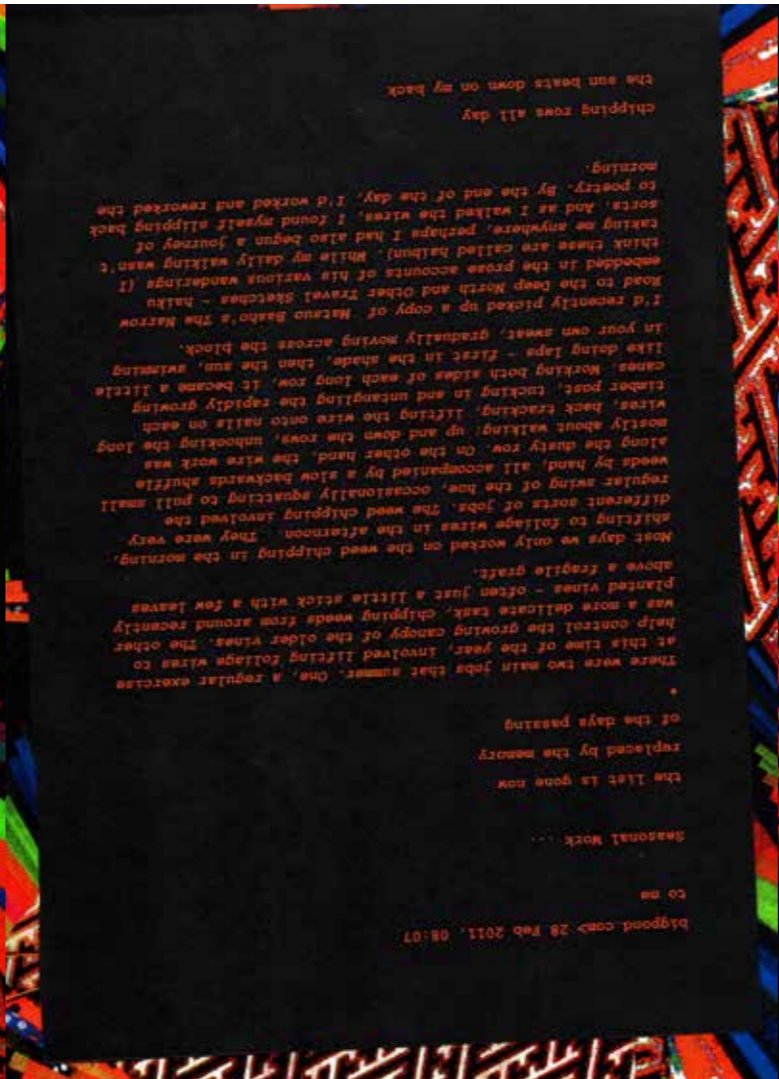 bigpond com> 28 Feb 2011, 08:07
to me
Seasonal Work ...
the list is gone now
replaced by the memory
of the days passing
*
There were two main jobs that summer. One, a regular exercise
at this time of the year, involved lifting foliage wires to
help control the growing canopy of the older vines. The other
was a more delicate task, chipping weeds from around recently
planted vines – often just a little stick with a few leaves
above a fragile graft.
Most days we only worked on the weed chipping in the morning,
shifting to foliage wires in the afternoon. They were very
different sorts of jobs. The weed chipping involved the
regular swing of the hoe, occasionally squatting to pull small
weeds by hand, all accompanied by a slow backwards shuffle
along the dusty row. On the other hand, the wire work was
mostly about walking: up and down the rows, unhooking the long
wires, back tracking, lifting the wire onto nails on each
timber post, tucking in and untangling the rapidly growing
canes. Working both sides of each long row, it became a little
like doing laps – first in the shade, then the sun, swimming
in your own sweat, gradually moving across the block.
I'd recently picked up a copy of Matsuo Basho's The Narrow
Road to the Deep North and Other Travel Sketches – haiku
embedded in the prose accounts of his various wanderings (I
think these are called haibun). While my daily walking wasn't
taking me anywhere, perhaps I had also begun a journey of
sorts. And as I walked the wires, I found myself slipping back
to poetry. By the end of the day, I'd worked and reworked the
morning.
chipping rows all day
the sun beats down on my back